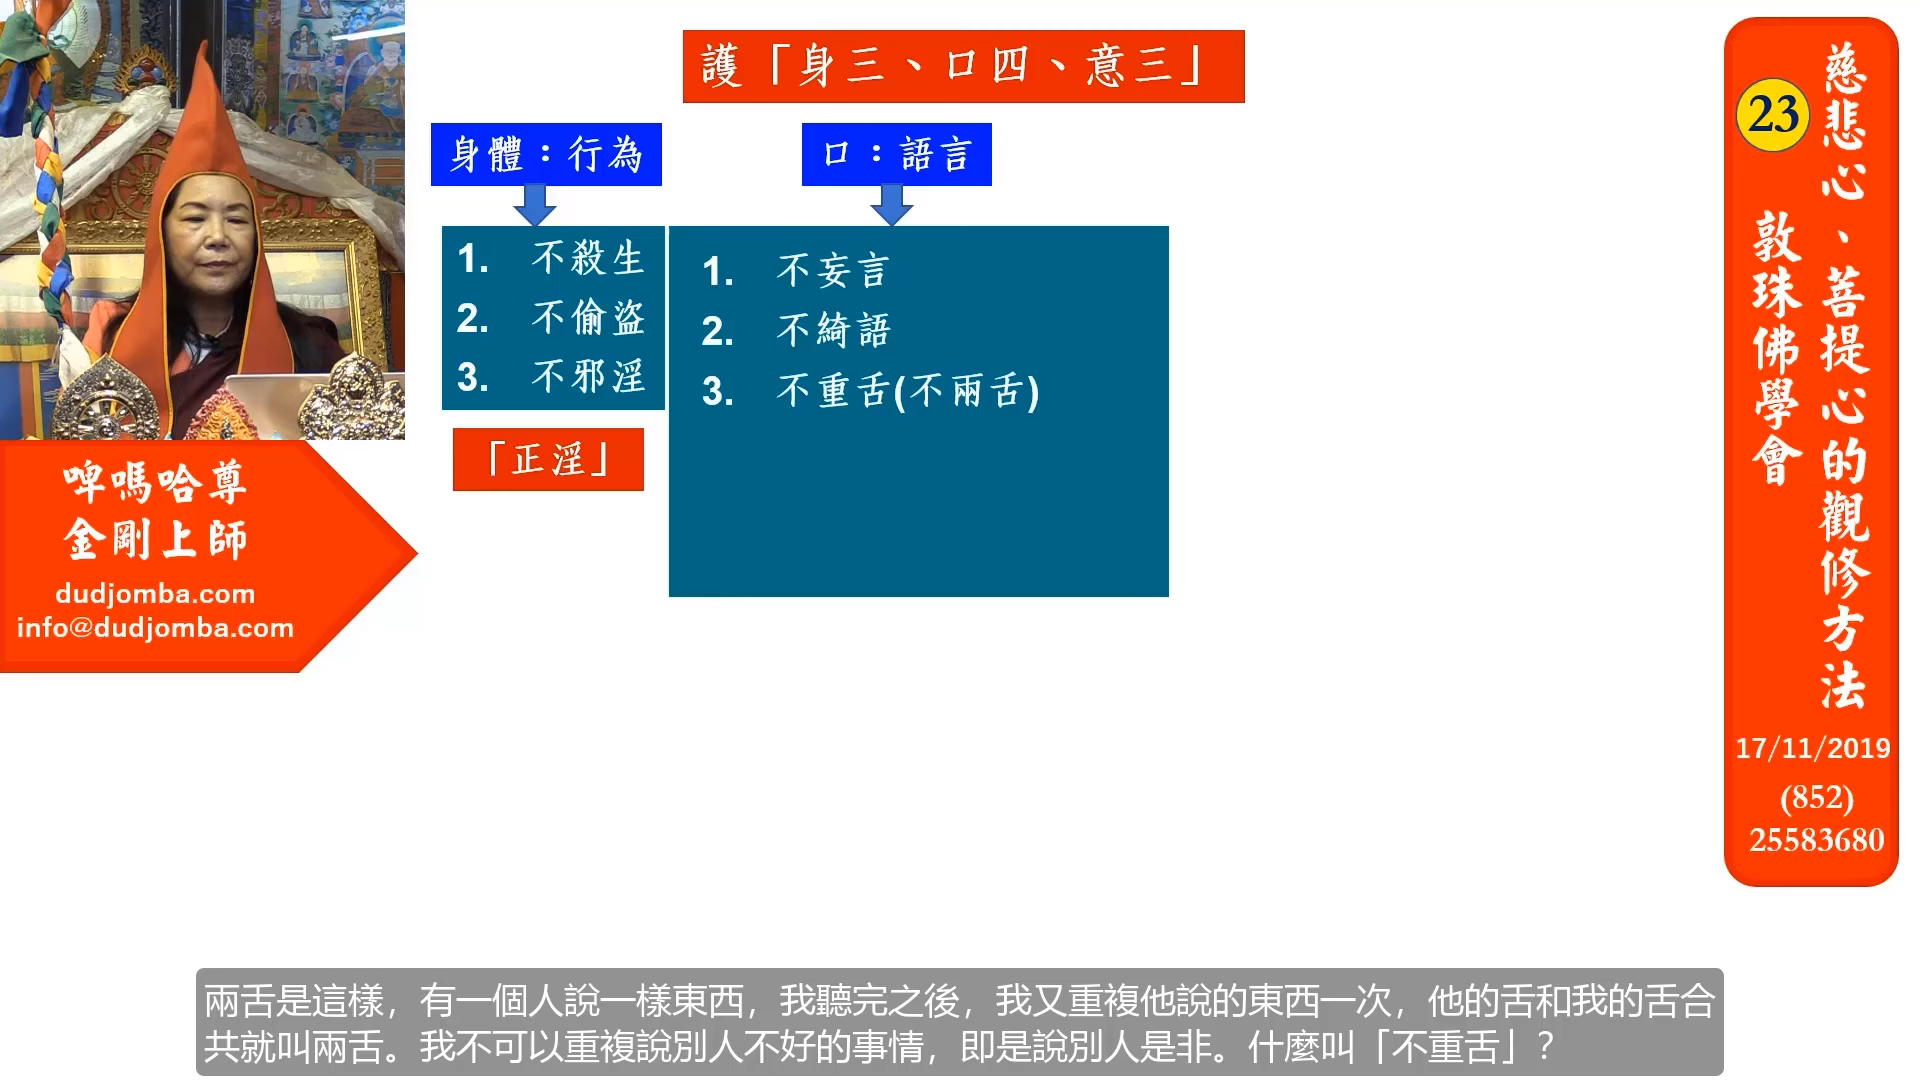 護「身三、口四、意三」
身體：行為
口：語言
1. 不殺生
2. 不偷盜
3. 不邪淫
「正淫」
1. 不妄言
2. 不綺語
3. 不重舌(不兩舌)
啤嗎哈尊
金剛上師
dudjomba.com
info@dudjomba.com
慈悲心、菩提心的觀修方法
23
敦珠佛學會
17/11/2019
(852)
25583680
兩舌是這樣，有一個人說一樣東西，我聽完之後，我又重複他說的東西一次，他的舌和我的舌合
共就叫兩舌。我不可以重複說別人不好的事情，即是說別人是非。什麼叫「不重舌」？